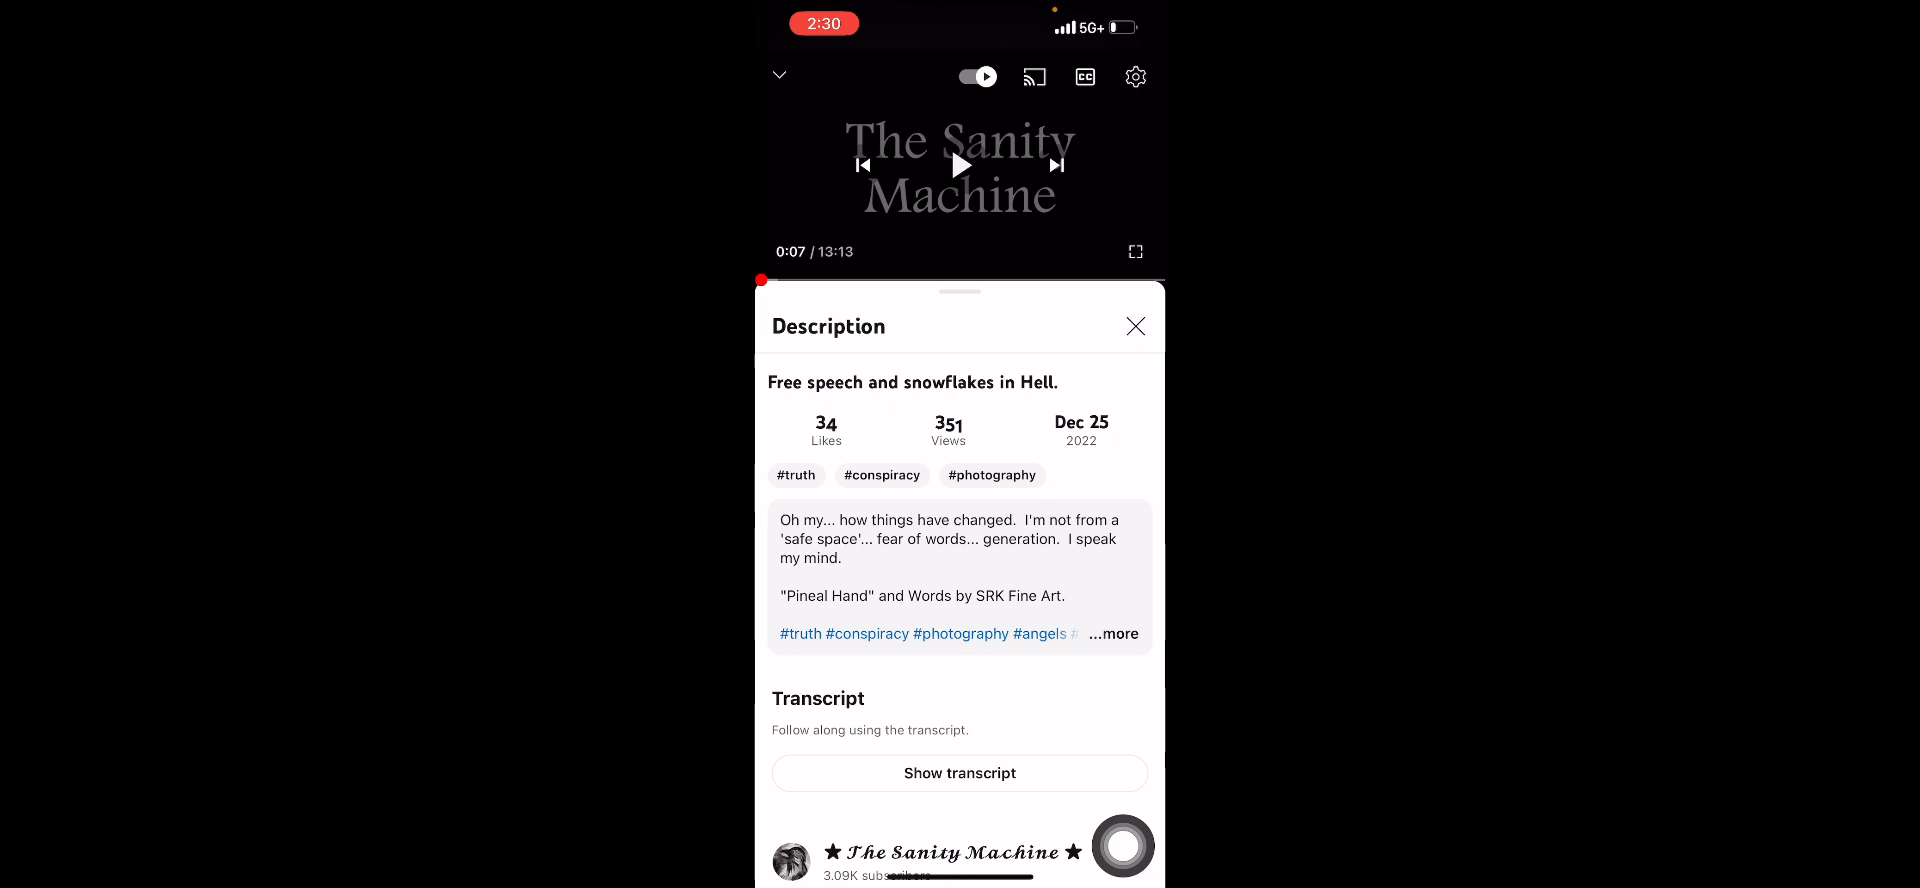 2:30
5G+
CC
The Sanity
Machine
0:07 / 13:13
Description
Free speech and snowflakes in Hell.
34 351 Dec 25
Likes Views 2022
#truth #conspiracy #photography
Oh my... how things have changed. I'm not from a
'safe space'... fear of words... generation. I speak
my mind.
"Pineal Hand" and Words by SRK Fine Art.
#truth #conspiracy #photography #angels # ...more
Transcript
Follow along using the transcript.
Show transcript
★ 𝓣𝓱𝓮 𝓢𝓪𝓷𝓲𝓽𝔂 𝓜𝓪𝓬𝓱𝓲𝓷𝓮 ★
3.09K subscribers